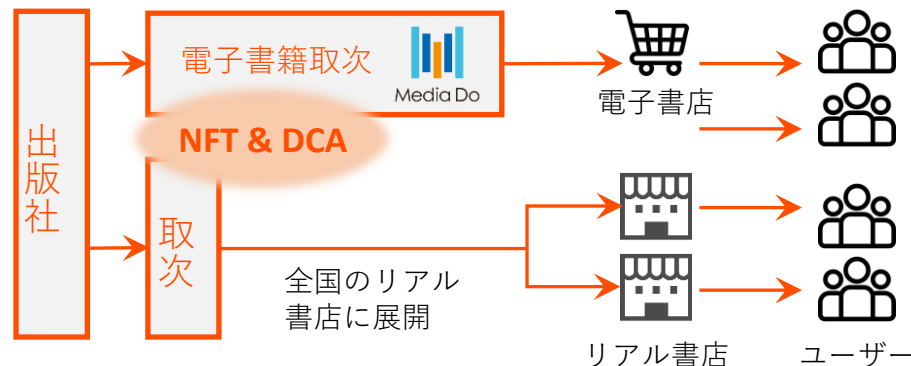 出版社
電子書籍取次
Media Do
NFT & DCA
取次
全国のリアル
書店に展開
電子書店
リアル書店
ユーザー